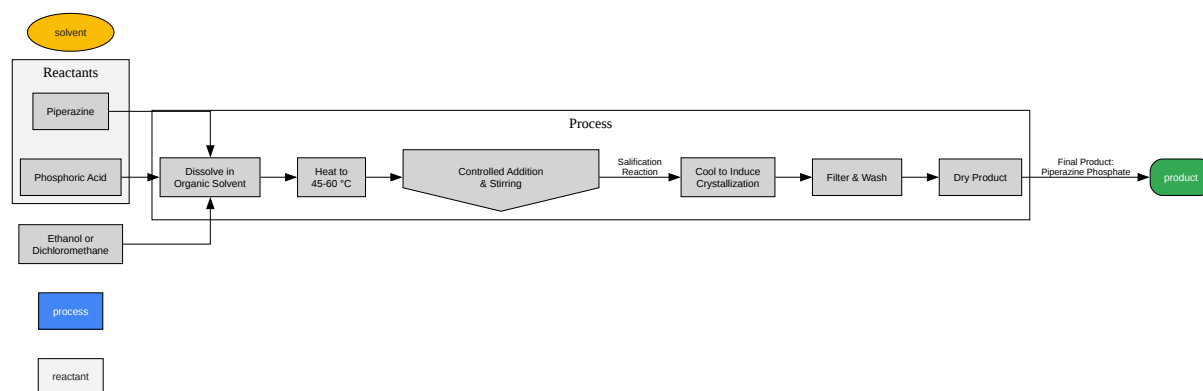 solvent
Reactants
Piperazine
Phosphoric Acid
Ethanol or
Dichloromethane
process
reactant
Process
Dissolve in
Organic Solvent
Heat to
45-60 °C
Controlled Addition
& Stirring
Salification
Reaction
Cool to Induce
Crystallization
Filter & Wash
Dry Product
Final Product:
Piperazine Phosphate
product